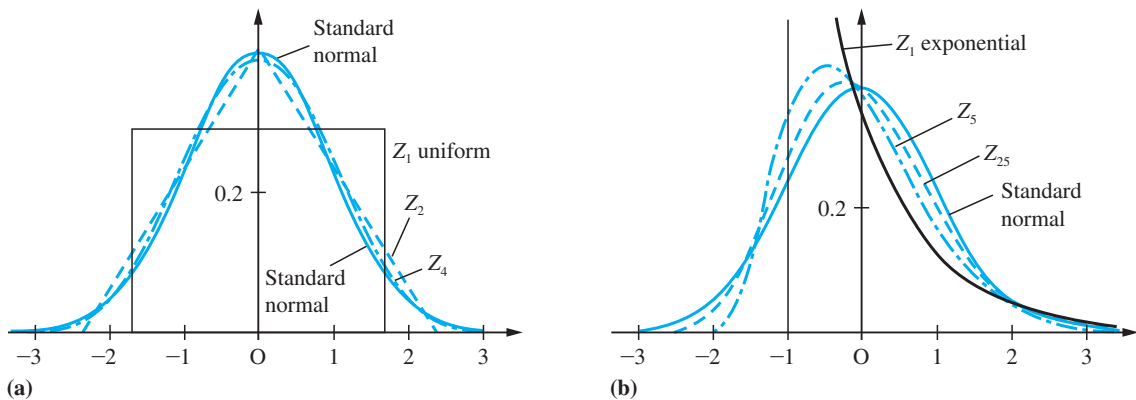 Standard
normal
Z₁ uniform
0.2
Z₂
Standard
normal
Z₄
−3 −2 −1 O 1 2 3
(a)
Z₁ exponential
Z₅
Z₂₅
Standard
normal
0.2
−3 −2 −1 0 1 2 3
(b)